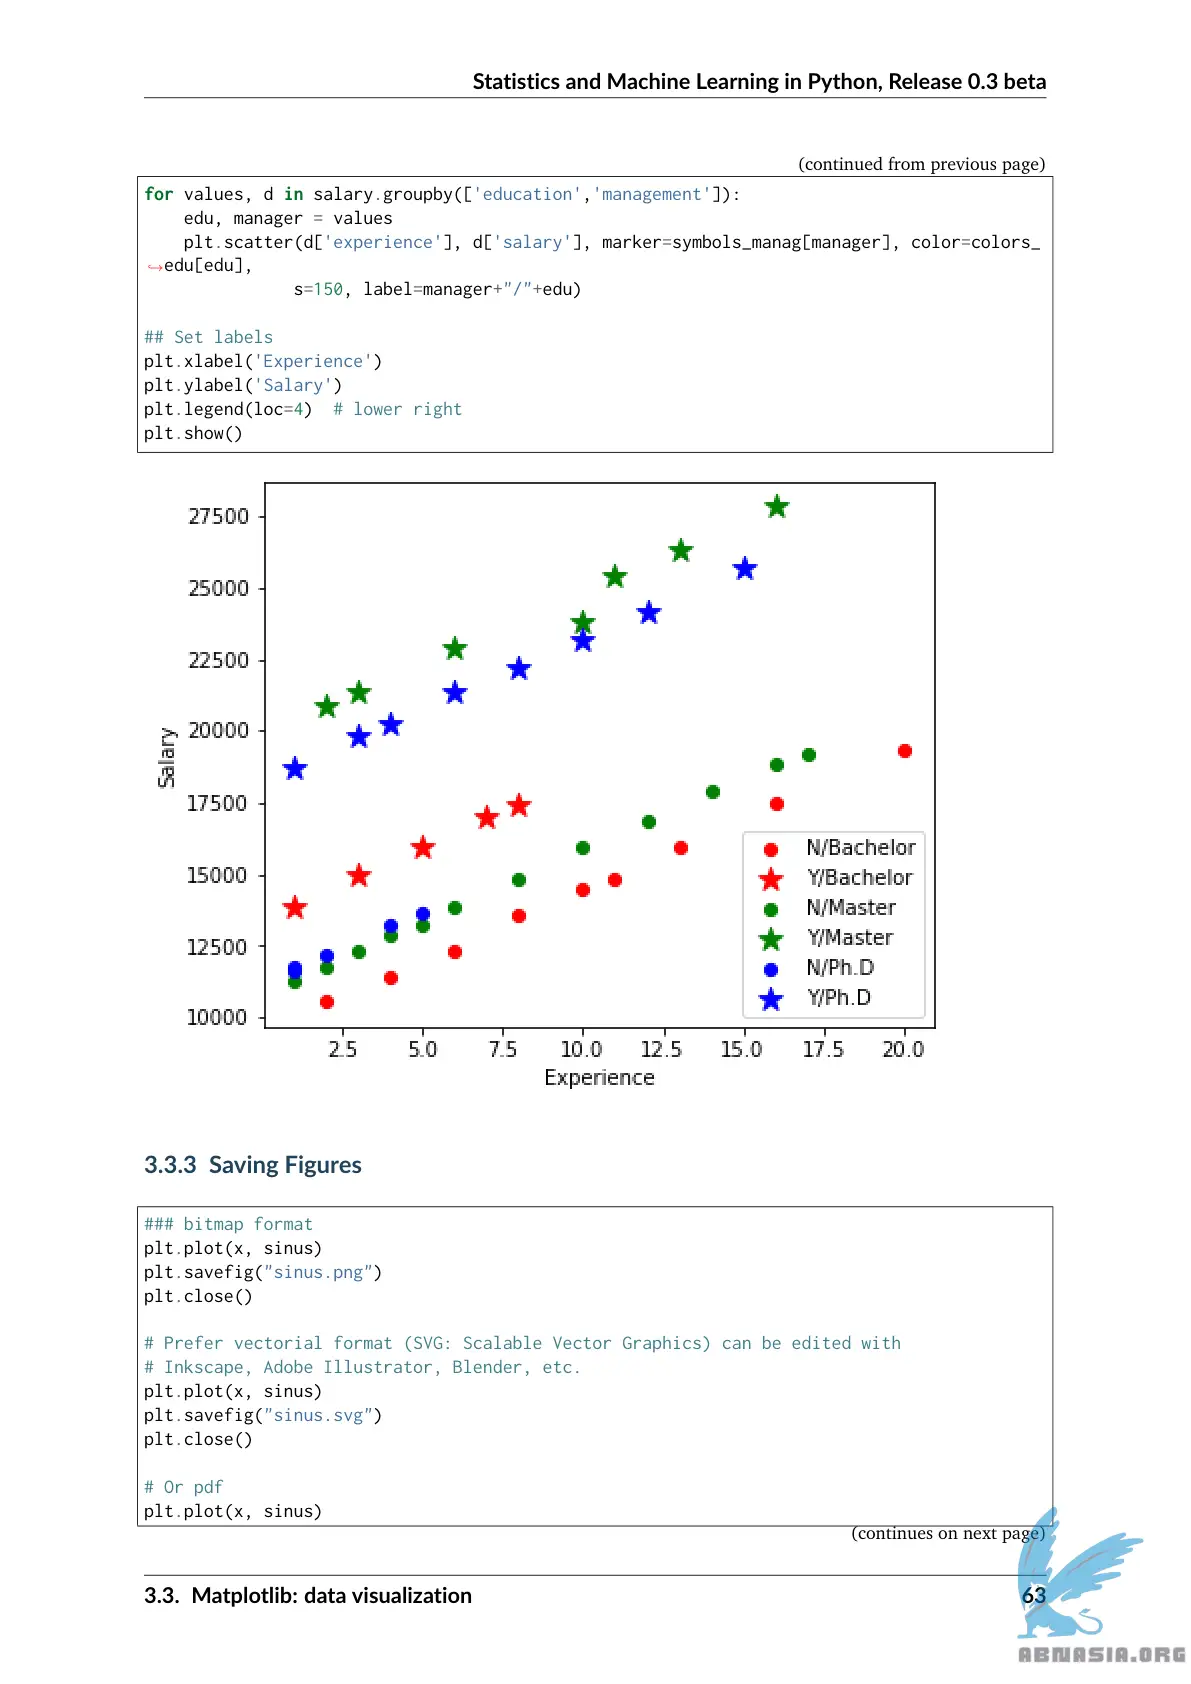 Statistics and Machine Learning in Python, Release 0.3 beta
(continued from previous page)
for values, d in salary.groupby(['education','management']):
    edu, manager = values
    plt.scatter(d['experience'], d['salary'], marker=symbols_manag[manager], color=colors_
↪edu[edu],
               s=150, label=manager+"/"+edu)
## Set labels
plt.xlabel('Experience')
plt.ylabel('Salary')
plt.legend(loc=4)  # lower right
plt.show()
27500
25000
22500
20000
17500
15000
12500
10000
Salary
N/Bachelor
Y/Bachelor
N/Master
Y/Master
N/Ph.D
Y/Ph.D
2.5 5.0 7.5 10.0 12.5 15.0 17.5 20.0
Experience
3.3.3 Saving Figures
### bitmap format
plt.plot(x, sinus)
plt.savefig("sinus.png")
plt.close()
# Prefer vectorial format (SVG: Scalable Vector Graphics) can be edited with
# Inkscape, Adobe Illustrator, Blender, etc.
plt.plot(x, sinus)
plt.savefig("sinus.svg")
plt.close()
# Or pdf
plt.plot(x, sinus)
(continues on next page)
3.3. Matplotlib: data visualization 63
ABNASIA.ORG